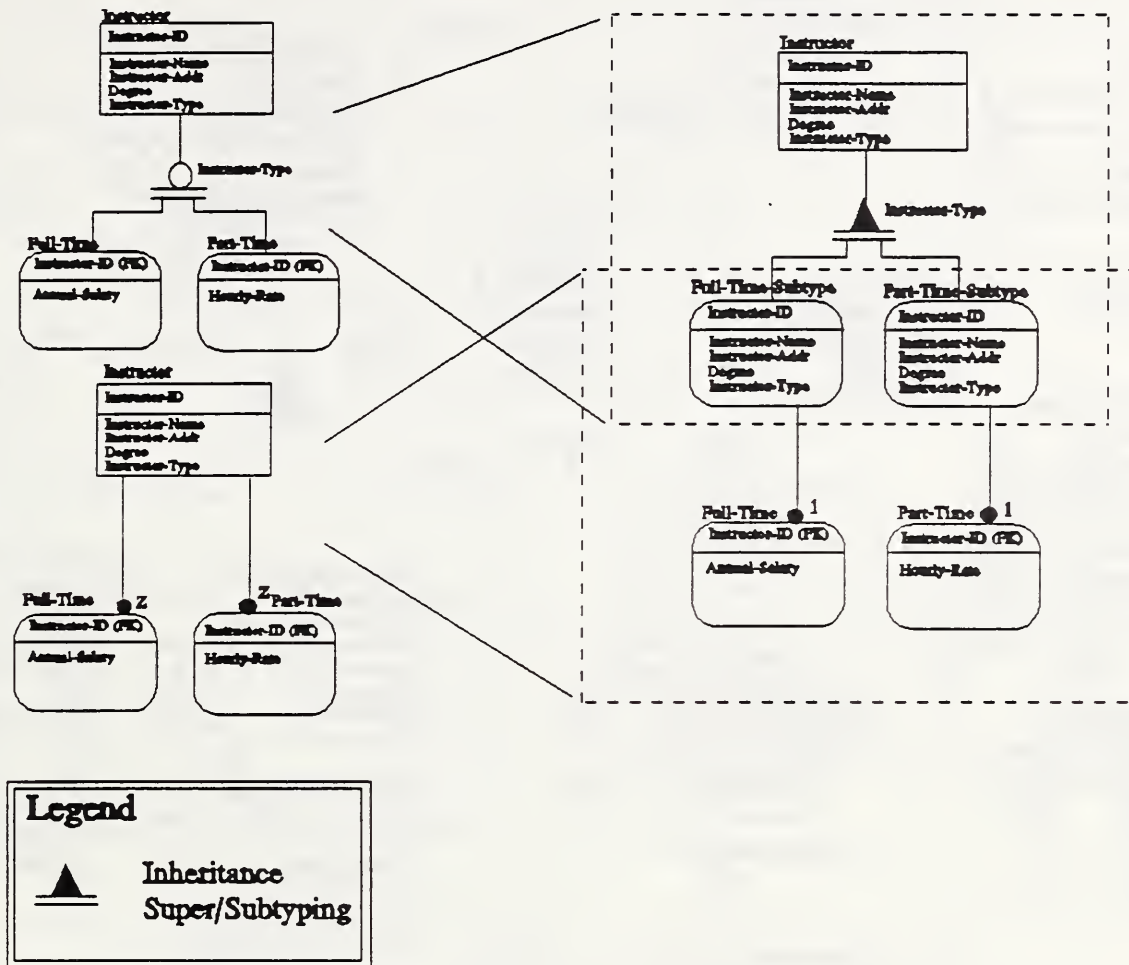 Instructor
Instructor-ID
Instructor-Name
Instructor-Addr
Degree
Instructor-Type
Instructor-Type
Full-Time
Instructor-ID (FK)
Annual-Salary
Part-Time
Instructor-ID (FK)
Hourly-Rate
Instructor
Instructor-ID
Instructor-Name
Instructor-Addr
Degree
Instructor-Type
Full-Time
Z
Instructor-ID (FK)
Annual-Salary
Z
Part-Time
Instructor-ID (FK)
Hourly-Rate
Instructor
Instructor-ID
Instructor-Name
Instructor-Addr
Degree
Instructor-Type
Instructor-Type
Full-Time-Subtype
Instructor-ID
Instructor-Name
Instructor-Addr
Degree
Instructor-Type
Part-Time-Subtype
Instructor-ID
Instructor-Name
Instructor-Addr
Degree
Instructor-Type
Full-Time
1
Instructor-ID (FK)
Annual-Salary
Part-Time
1
Instructor-ID (FK)
Hourly-Rate
Legend
Inheritance
Super/Subtyping